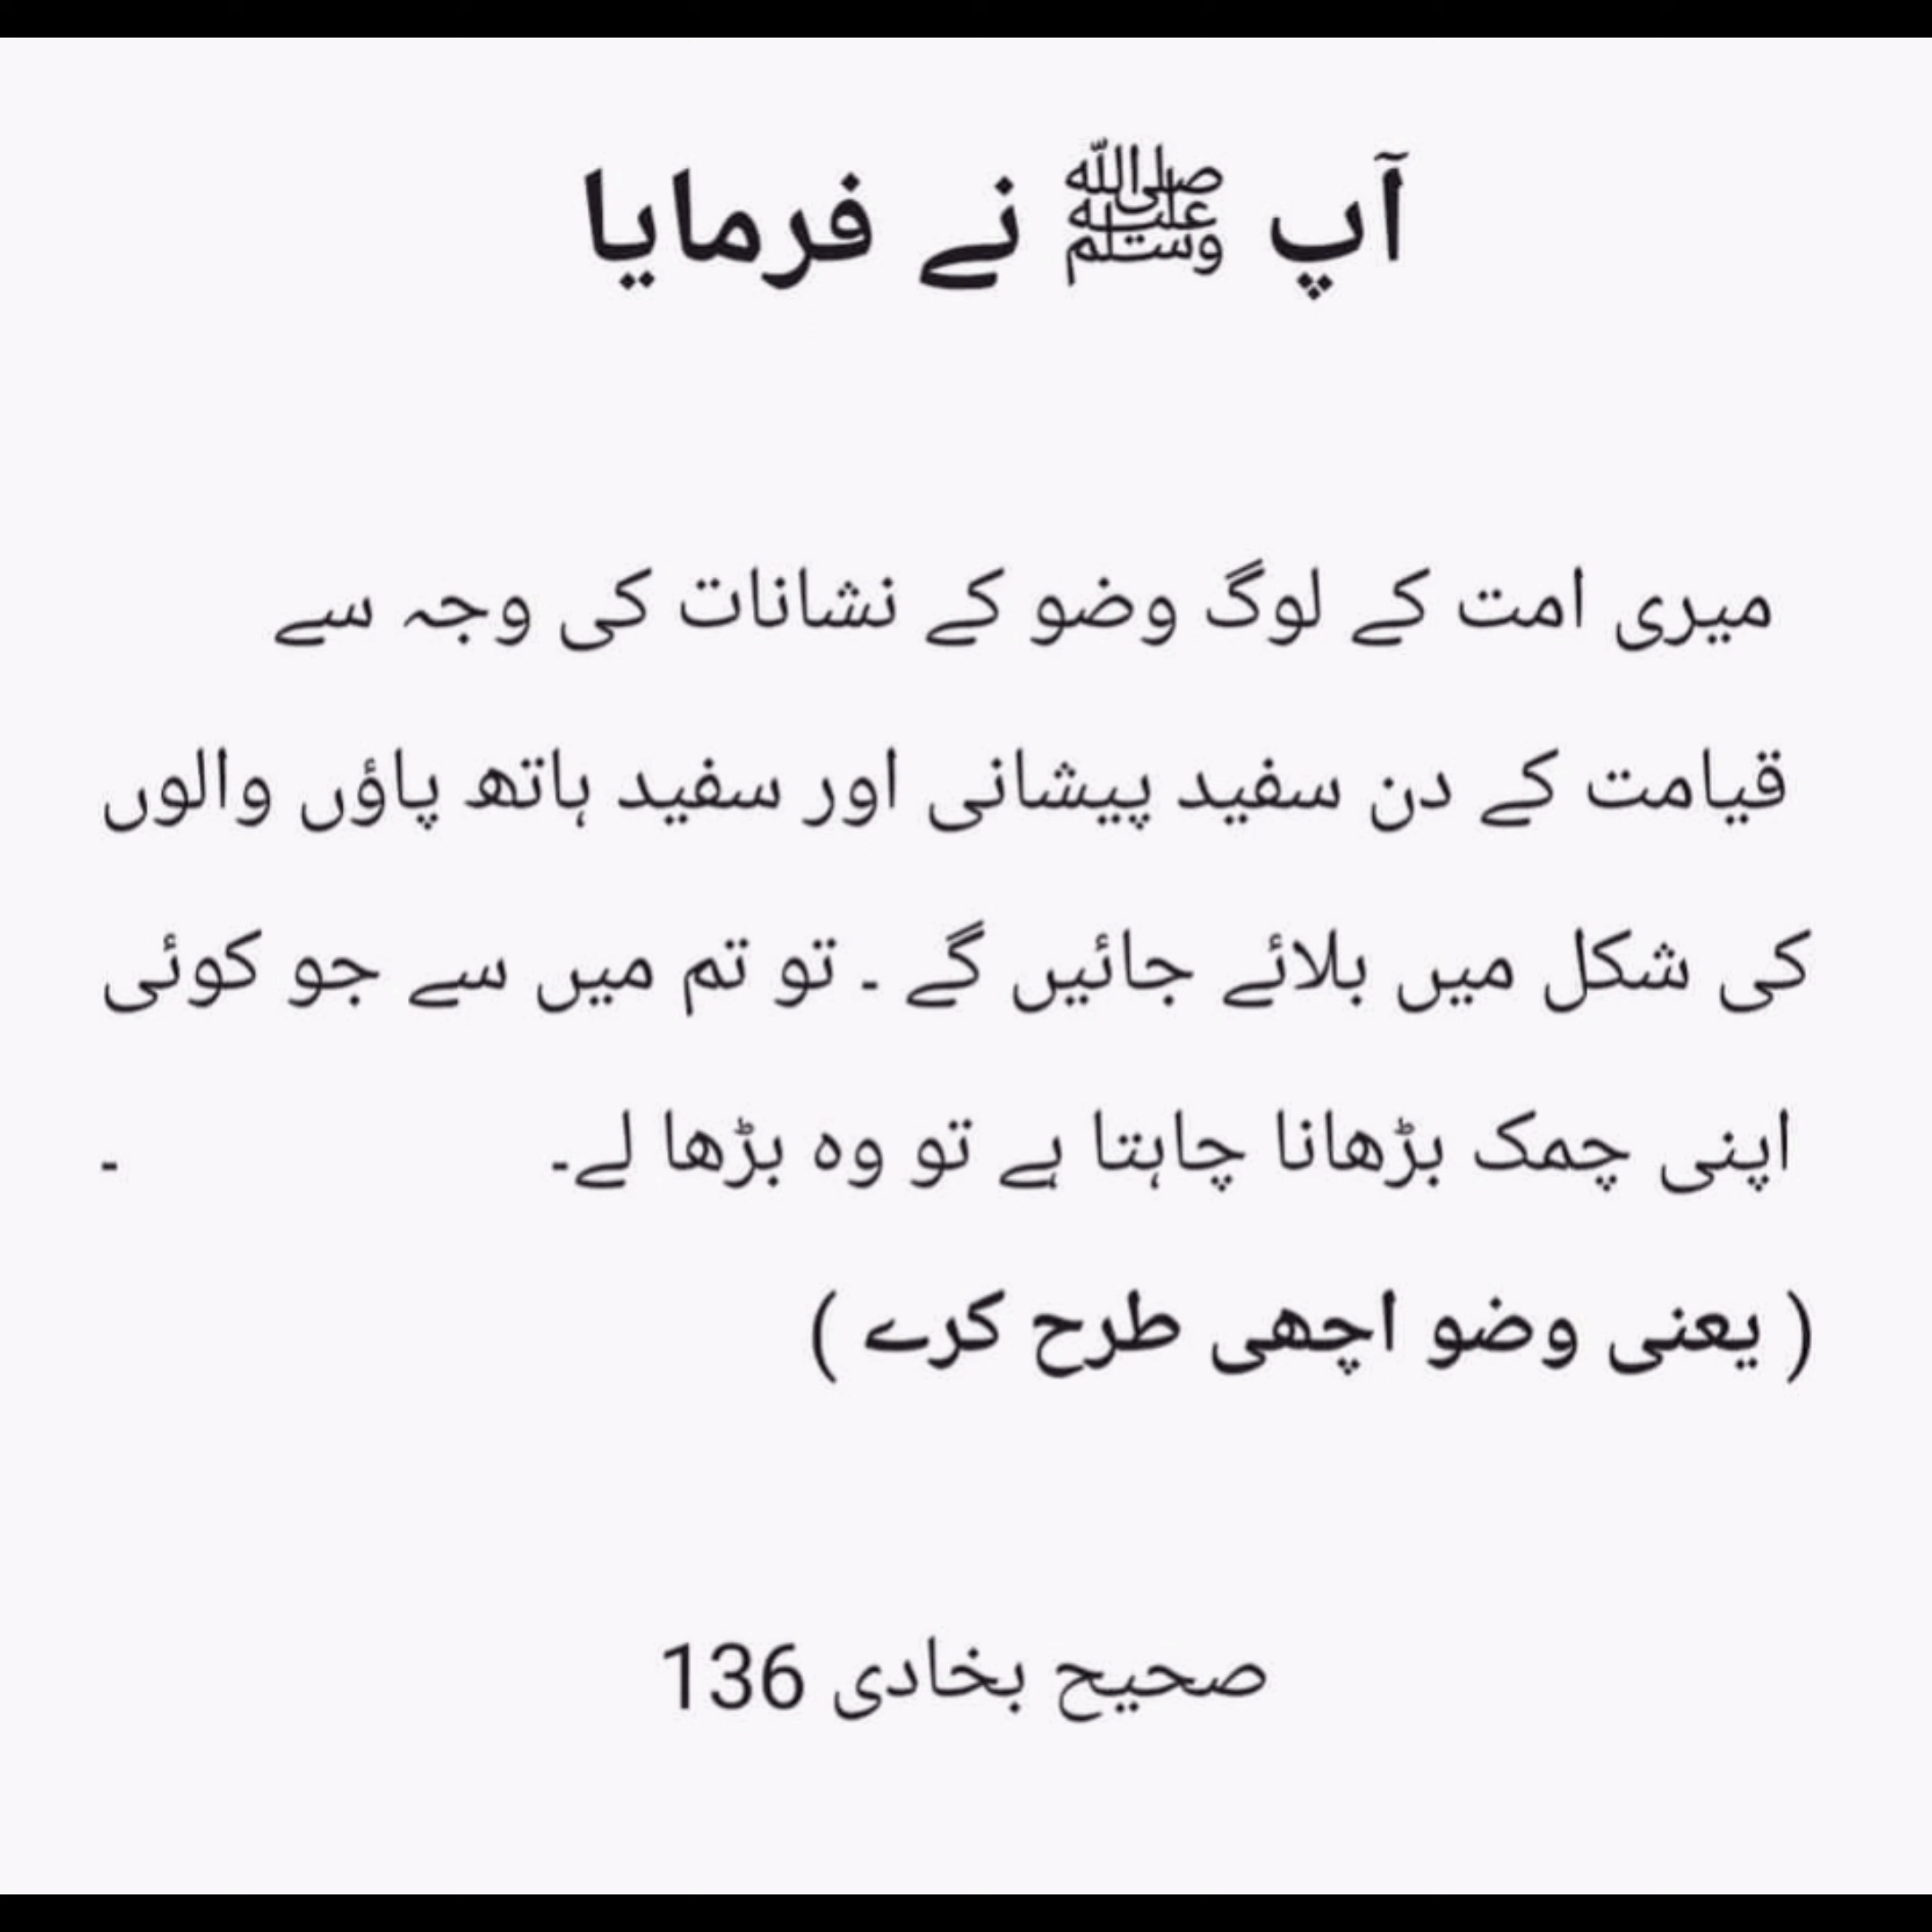 آپ ﷺ نے فرمایا
میری امت کے لوگ وضو کے نشانات کی وجہ سے
قیامت کے دن سفید پیشانی اور سفید ہاتھ پاؤں والوں
کی شکل میں بلائے جائیں گے ۔ تو تم میں سے جو کوئی
اپنی چمک بڑھانا چاہتا ہے تو وہ بڑھا لے۔ ۔
( یعنی وضو اچھی طرح کرے )
صحیح بخادی 136